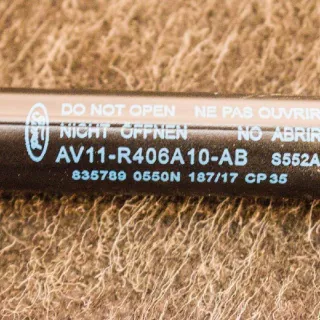 DO NOT OPEN NE PAS OUVRIR
NICHT ÖFFNEN NO ABRIR
AV11-R406A10-AB S552A
835789 0550N 187/17 CP35